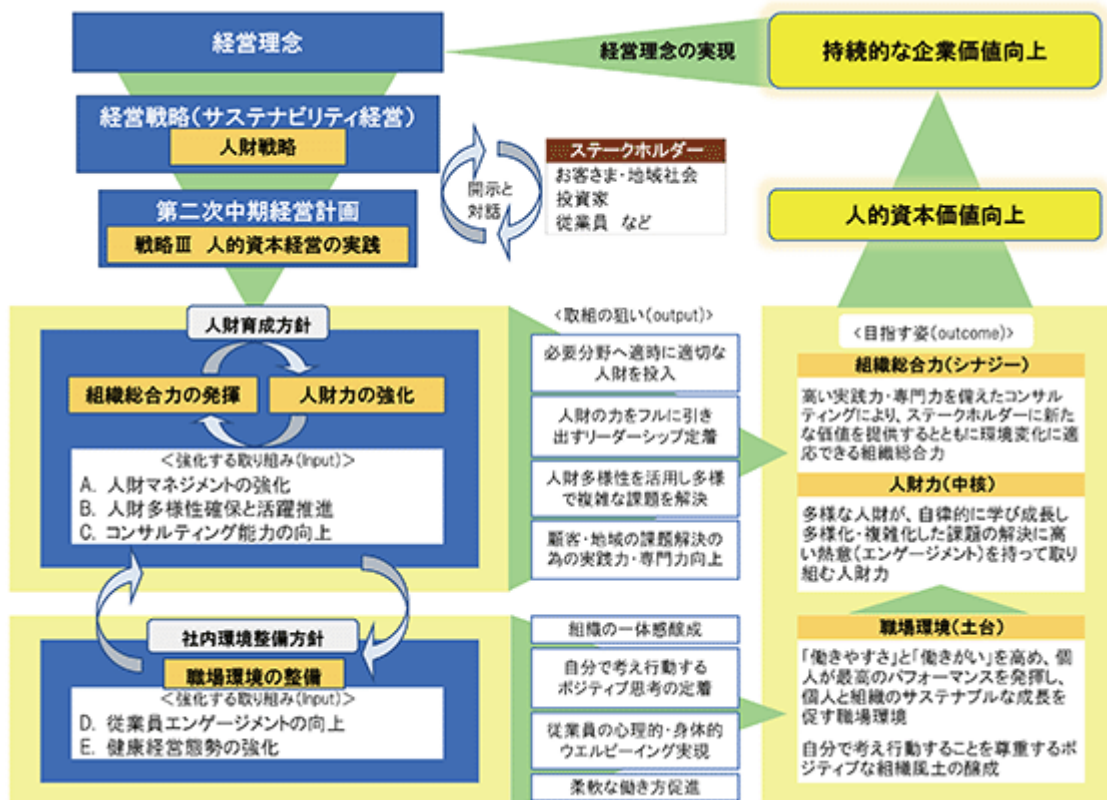 経営理念
経営理念の実現
持続的な企業価値向上
経営戦略(サステナビリティ経営)
人財戦略
開示と
対話
ステークホルダー
お客さま・地域社会
投資家
従業員 など
人的資本価値向上
第二次中期経営計画
戦略Ⅲ 人的資本経営の実践
人財育成方針
組織総合力の発揮
人財力の強化
<強化する取り組み(Input)>
A. 人財マネジメントの強化
B. 人財多様性確保と活躍推進
C. コンサルティング能力の向上
社内環境整備方針
職場環境の整備
<強化する取り組み(Input)>
D. 従業員エンゲージメントの向上
E. 健康経営態勢の強化
<取組の狙い(output)>
必要分野へ適時に適切な
人財を投入
人財の力をフルに引き
出すリーダーシップ定着
人財多様性を活用し多様
で複雑な課題を解決
顧客・地域の課題解決の
為の実践力・専門力向上
組織の一体感醸成
自分で考え行動する
ポジティブ思考の定着
従業員の心理的・身体的
ウエルビーイング実現
柔軟な働き方促進
<目指す姿(outcome)>
組織総合力(シナジー)
高い実践力・専門力を備えたコンサル
ティングにより、ステークホルダーに新た
な価値を提供するとともに環境変化に適
応できる組織総合力
人財力(中核)
多様な人財が、自律的に学び成長し
多様化・複雑化した課題の解決に高
い熱意(エンゲージメント)を持って取り
組む人財力
職場環境(土台)
「働きやすさ」と「働きがい」を高め、個
人が最高のパフォーマンスを発揮し、
個人と組織のサステナブルな成長を
促す職場環境
自分で考え行動することを尊重するポ
ジティブな組織風土の醸成